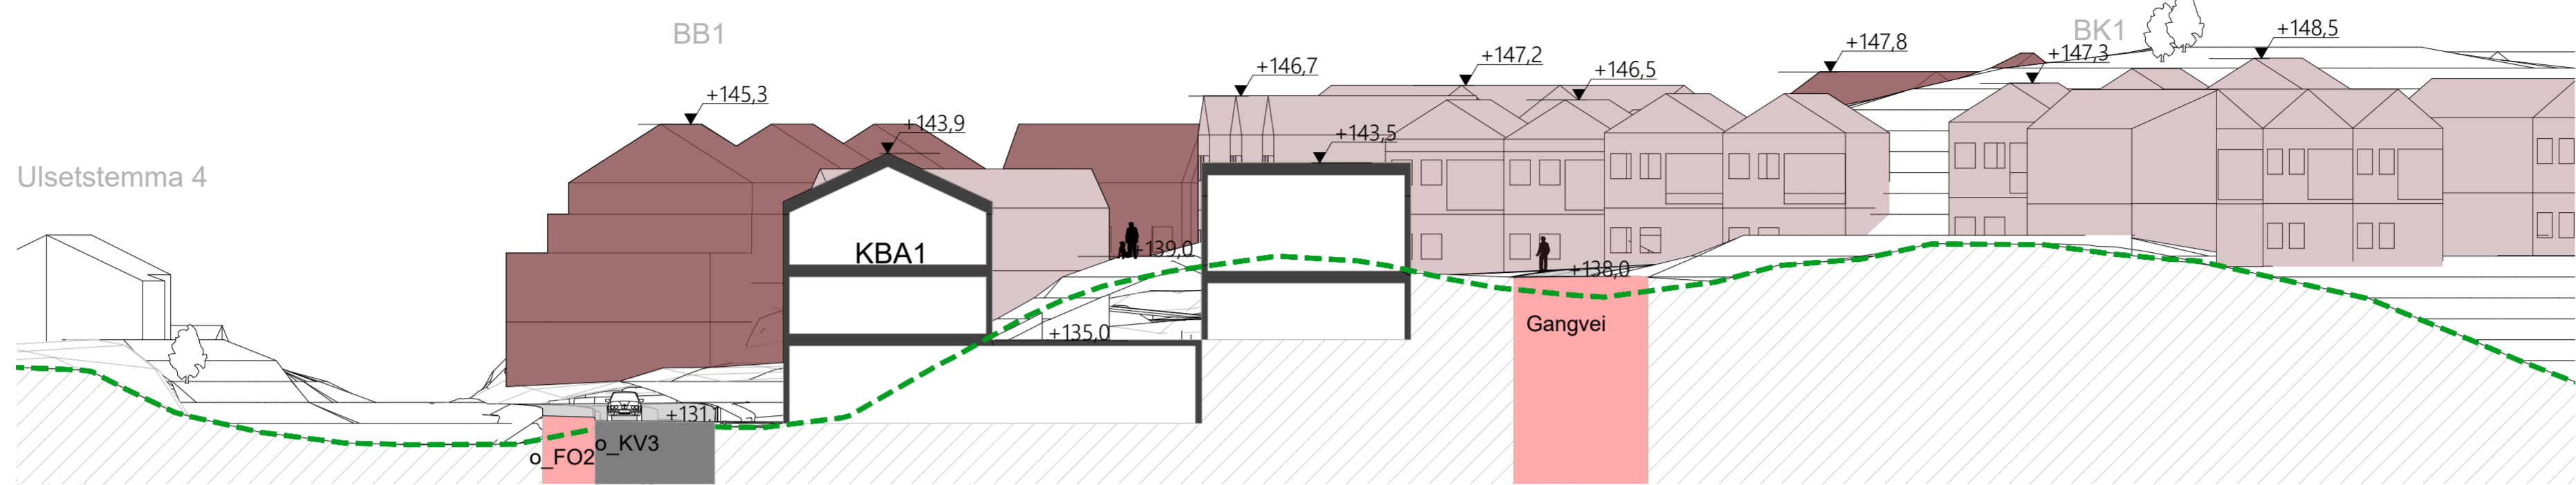 BB1
BK1
+148,5
+147,8
+147,3
+147,2
+146,7
+146,5
+145,3
+143,9
+143,5
Ulsetstemma 4
KBA1
+139,0
+138,0
Gangvei
+135,0
+131,
o_KV3
o_FO2